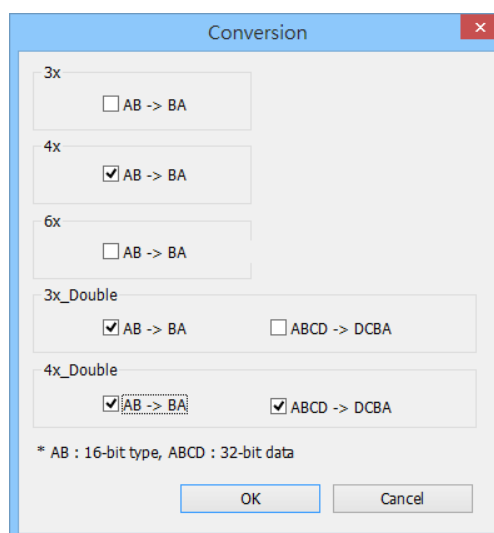 Conversion
3x
AB -> BA
4x
AB -> BA
6x
AB -> BA
3x_Double
AB -> BA ABCD -> DCBA
4x_Double
AB -> BA ABCD -> DCBA
* AB : 16-bit type, ABCD : 32-bit data
OK Cancel